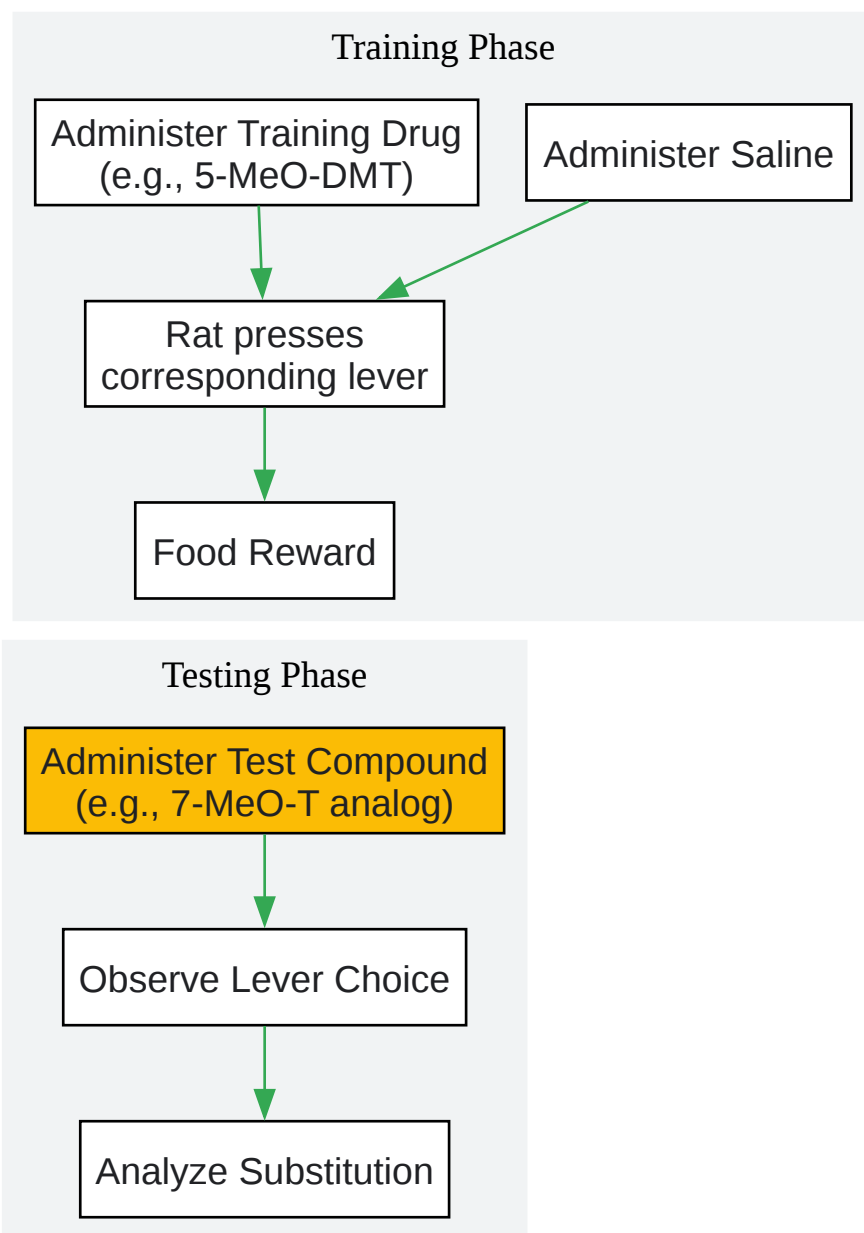 Training Phase
Administer Training Drug
(e.g., 5-MeO-DMT)
Administer Saline
Rat presses
corresponding lever
Food Reward
Testing Phase
Administer Test Compound
(e.g., 7-MeO-T analog)
Observe Lever Choice
Analyze Substitution